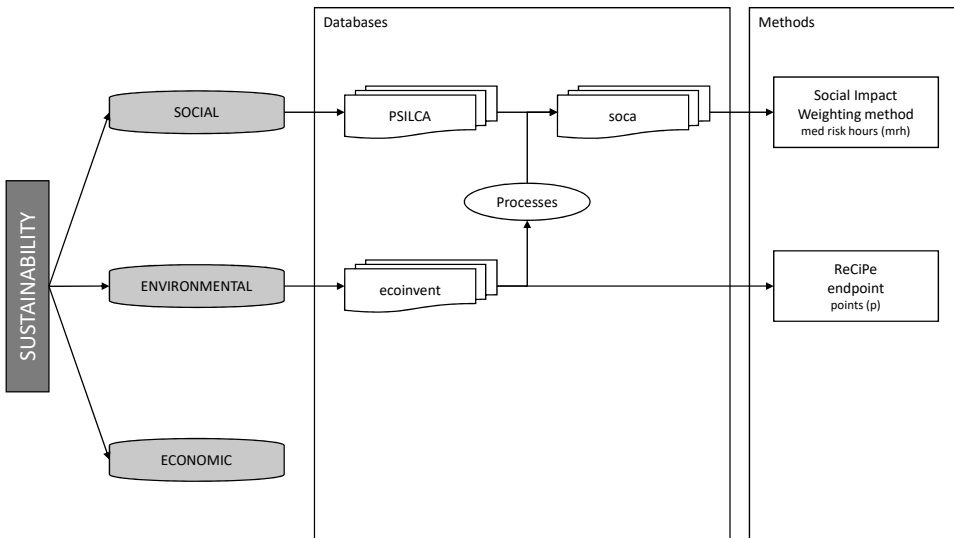 Databases
Methods
SOCIAL
PSILCA
soca
Social Impact
Weighting method
med risk hours (mrh)
Processes
SUSTAINABILITY
ENVIRONMENTAL
ecoinvent
ReCiPe
endpoint
points (p)
ECONOMIC